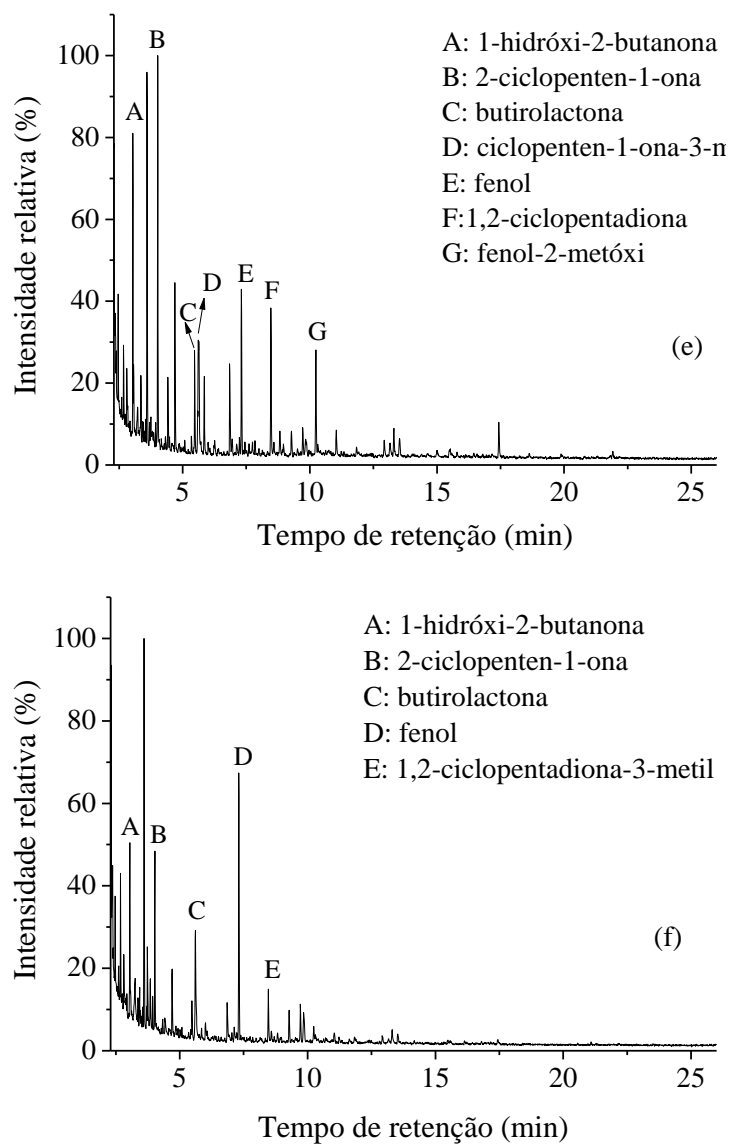 B
100
A
80
60
40
20
0
Intensidade relativa (%)
A: 1-hidróxi-2-butanona
B: 2-ciclopenten-1-ona
C: butirolactona
D: ciclopenten-1-ona-3-m
E: fenol
F:1,2-ciclopentadiona
G: fenol-2-metóxi
D
E
F
C
G
(e)
5
10
15
20
25
Tempo de retenção (min)
100
80
60
40
20
0
Intensidade relativa (%)
A: 1-hidróxi-2-butanona
B: 2-ciclopenten-1-ona
C: butirolactona
D: fenol
E: 1,2-ciclopentadiona-3-metil
D
A
B
C
E
(f)
5
10
15
20
25
Tempo de retenção (min)